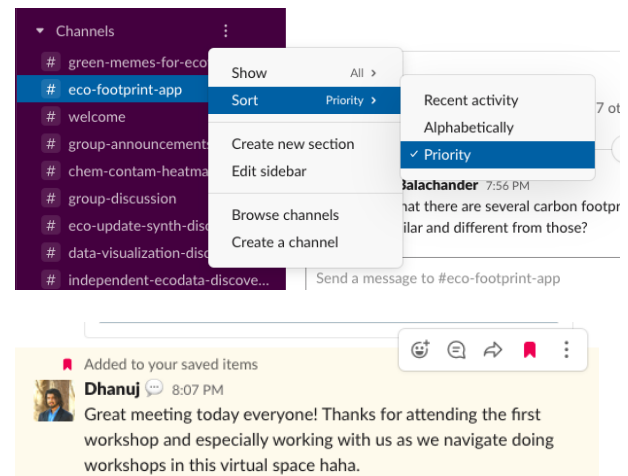 Channels
# green-memes-for-eco
# eco-footprint-app
# welcome
# group-announcements
# chem-contam-heatma
# group-discussion
# eco-update-synth-disc
# data-visualization-disc
# independent-ecodata-discove...
Show All >
Sort Priority >
Create new section
Edit sidebar
Browse channels
Create a channel
Recent activity
Alphabetically
✓ Priority
7 ot
Balachander 7:56 PM
hat there are several carbon footpr
ilar and different from those?
Send a message to #eco-footprint-app
Added to your saved items
Dhanuj 8:07 PM
Great meeting today everyone! Thanks for attending the first
workshop and especially working with us as we navigate doing
workshops in this virtual space haha.